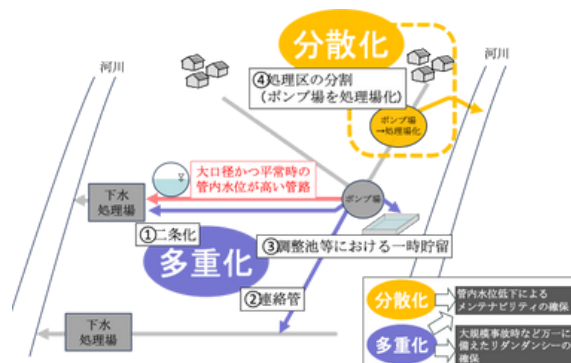 分散化
河川
河川
④処理区の分割
(ポンプ場を処理場化)
ポンプ場
→処理場化
大口径かつ平常時の
管内水位が高い管路
下水
処理場
ポンプ場
①二条化
③調整池等における一時貯留
多重化
②連絡管
下水
処理場
分散化
管内水位低下による
メンテナビリティの確保
多重化
大規模事故時など万一に
備えたリダンダンシーの
確保